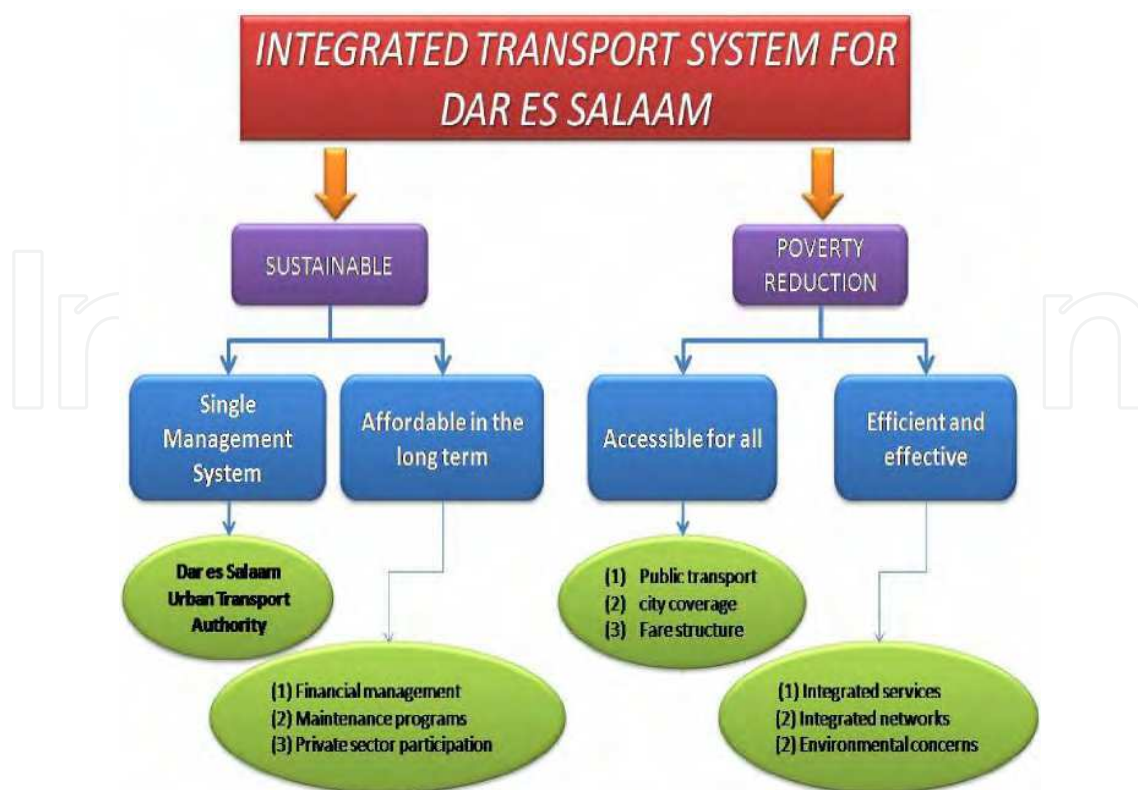 INTEGRATED TRANSPORT SYSTEM FOR
DAR ES SALAAM
SUSTAINABLE
POVERTY
REDUCTION
Single
Management
System
Affordable in the
long term
Accessible for all
Efficient and
effective
Dar es Salaam
Urban Transport
Authority
(1) Financial management
(2) Maintenance programs
(3) Private sector participation
(1) Public transport
(2) city coverage
(3) Fare structure
(1) Integrated services
(2) Integrated networks
(2) Environmental concerns